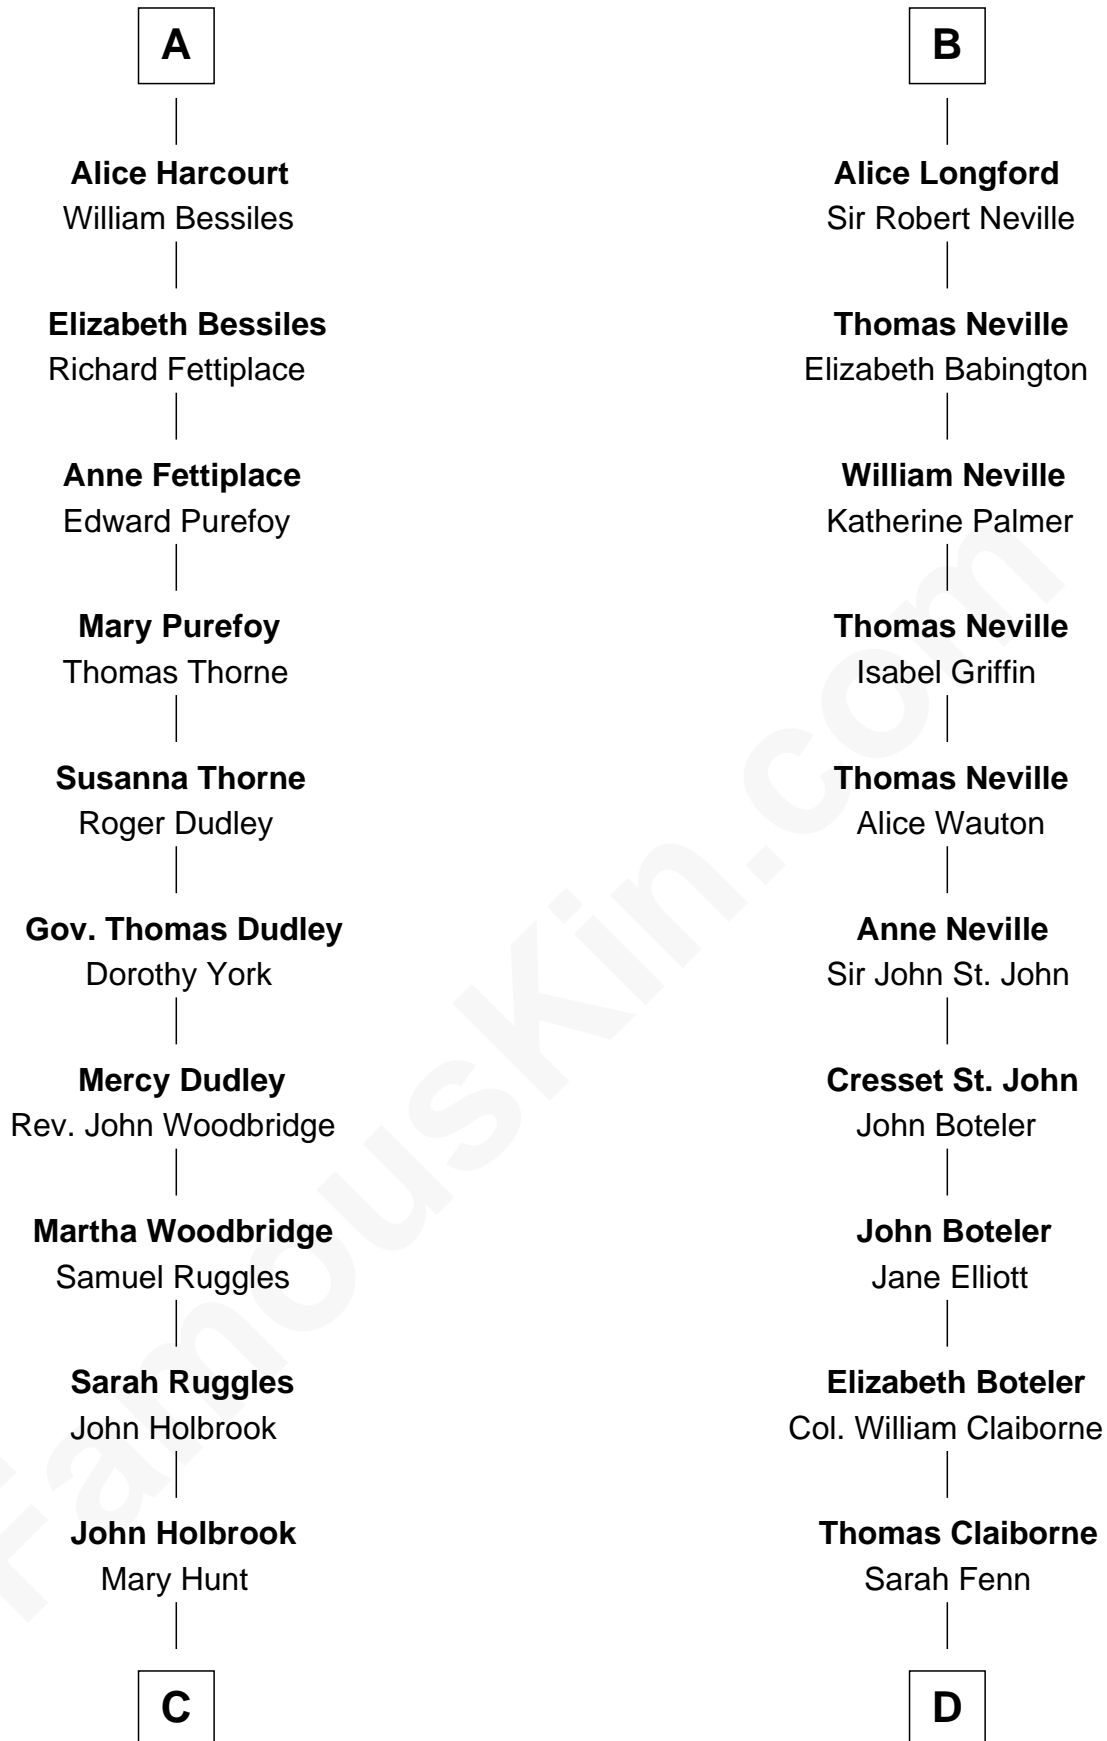 A
Alice Harcourt
William Bessiles
Elizabeth Bessiles
Richard Fettiplace
Anne Fettiplace
Edward Purefoy
Mary Purefoy
Thomas Thorne
Susanna Thorne
Roger Dudley
Gov. Thomas Dudley
Dorothy York
Mercy Dudley
Rev. John Woodbridge
Martha Woodbridge
Samuel Ruggles
Sarah Ruggles
John Holbrook
John Holbrook
Mary Hunt
C
B
Alice Longford
Sir Robert Neville
Thomas Neville
Elizabeth Babington
William Neville
Katherine Palmer
Thomas Neville
Isabel Griffin
Thomas Neville
Alice Wauton
Anne Neville
Sir John St. John
Cresset St. John
John Boteler
John Boteler
Jane Elliott
Elizabeth Boteler
Col. William Claiborne
Thomas Claiborne
Sarah Fenn
D
FamousKin.com